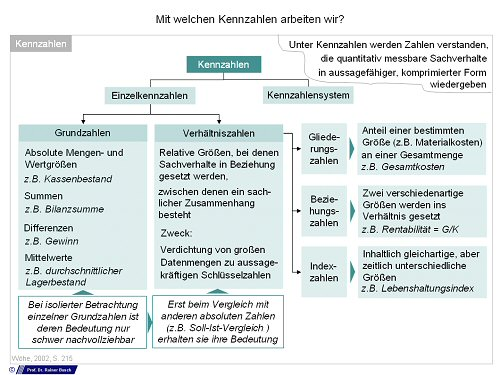 Mit welchen Kennzahlen arbeiten wir?
Kennzahlen
Unter Kennzahlen werden Zahlen verstanden,
die quantitativ messbare Sachverhalte
in aussagefähiger, komprimierter Form
wiedergeben
Kennzahlen
Einzelkennzahlen
Kennzahlensystem
Grundzahlen
Absolute Mengen- und
Wertgrößen
z.B. Kassenbestand
Summen
z.B. Bilanzsumme
Differenzen
z.B. Gewinn
Mittelwerte
z.B. durchschnittlicher
Lagerbestand
Verhältniszahlen
Relative Größen, bei denen
Sachverhalte in Beziehung
gesetzt werden,
zwischen denen ein sach-
licher Zusammenhang
besteht
Zweck:
Verdichtung von großen
Datenmengen zu aussage-
kräftigen Schlüsselzahlen
Gliede-
rungs-
zahlen
Anteil einer bestimmten
Größe (z.B. Materialkosten)
an einer Gesamtmenge
z.B. Gesamtkosten
Bezie-
hungs-
zahlen
Zwei verschiedenartige
Größen werden ins
Verhältnis gesetzt
z.B. Rentabilität = G/K
Index-
zahlen
Inhaltlich gleichartige, aber
zeitlich unterschiedliche
Größen
z.B. Lebenshaltungsindex
Bei isolierter Betrachtung
einzelner Grundzahlen ist
deren Bedeutung nur
schwer nachvollziehbar
Erst beim Vergleich mit
anderen absoluten Zahlen
(z.B. Soll-Ist-Vergleich )
erhalten sie ihre Bedeutung
Wöhe, 2002, S. 215
© Prof. Dr. Rainer Busch